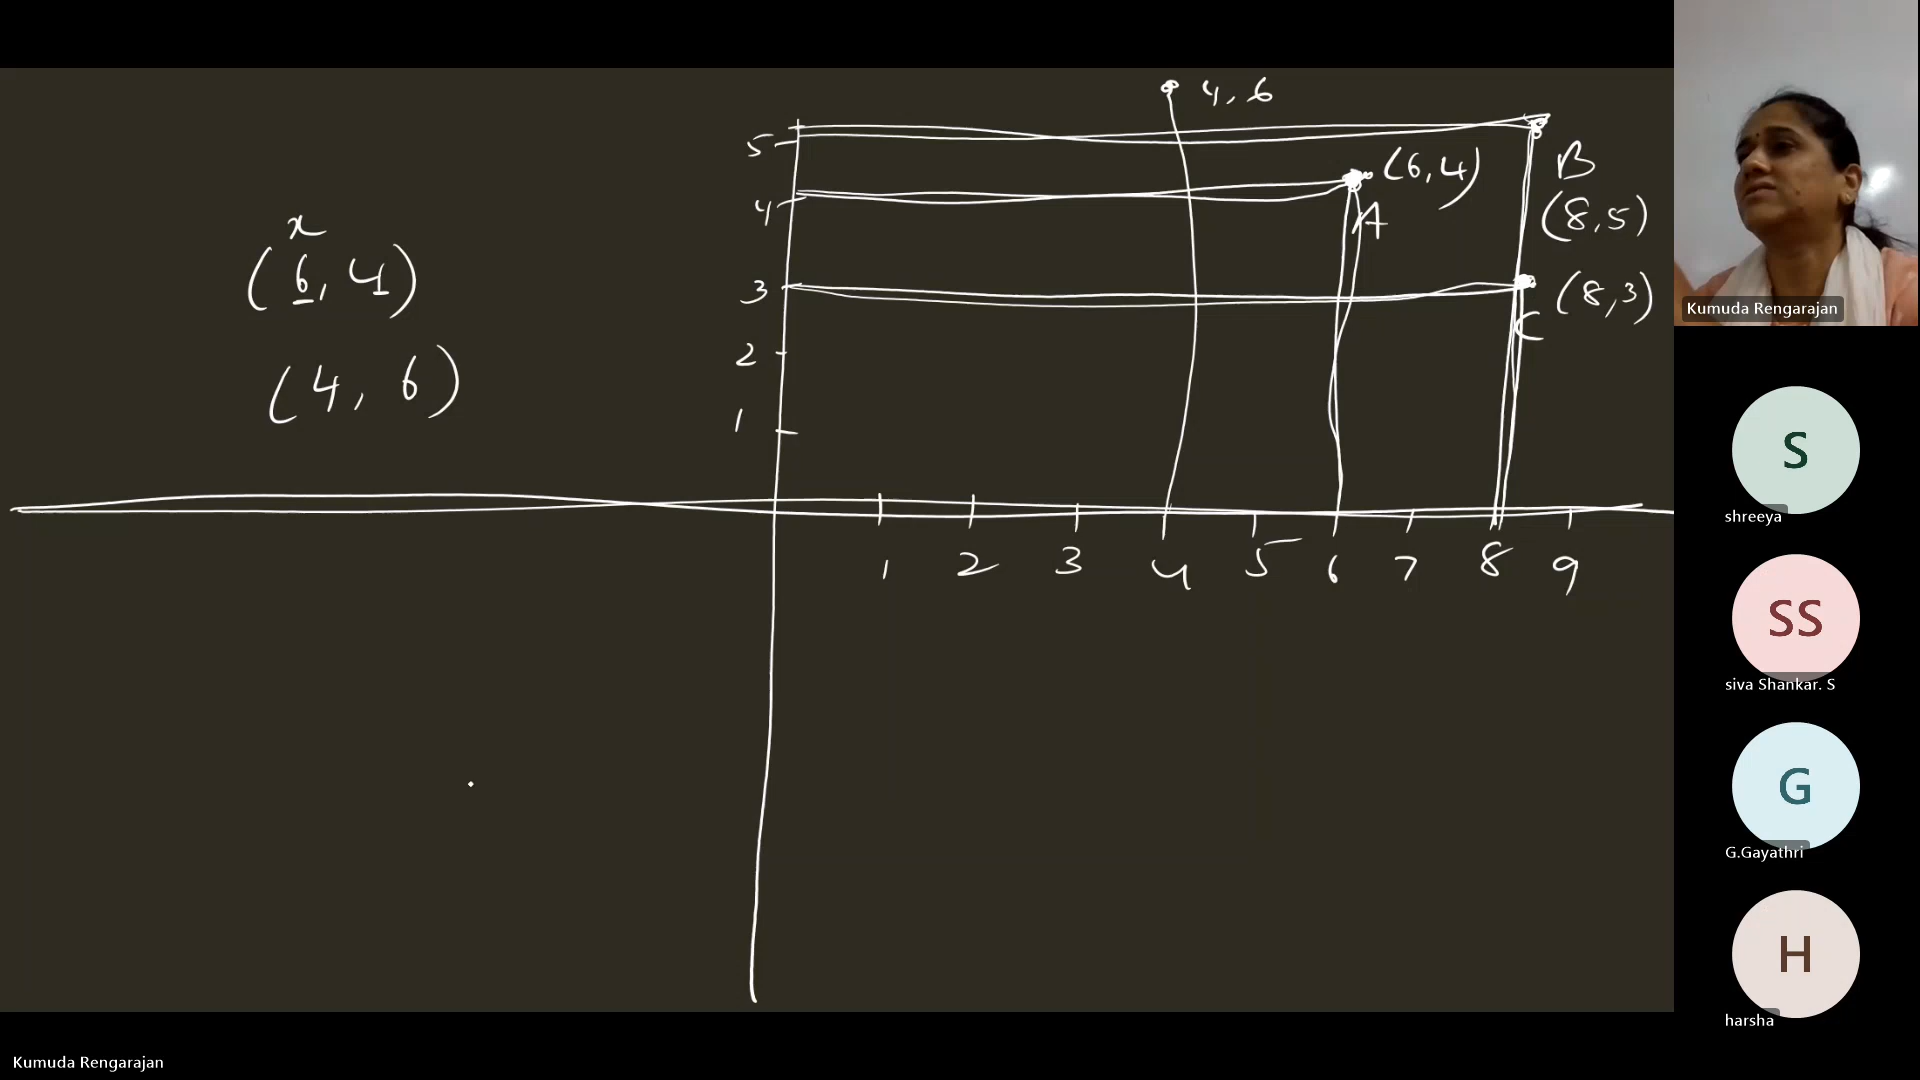 x
(6, 4)
(4, 6)
4, 6
5
4
3
2
1
(6,4)
A
B
(8,5)
(8,3)
C
1 2 3 4 5 6 7 8 9
Kumuda Rengarajan
S
shreeya
SS
siva Shankar. S
G
G.Gayathri
H
harsha
Kumuda Rengarajan